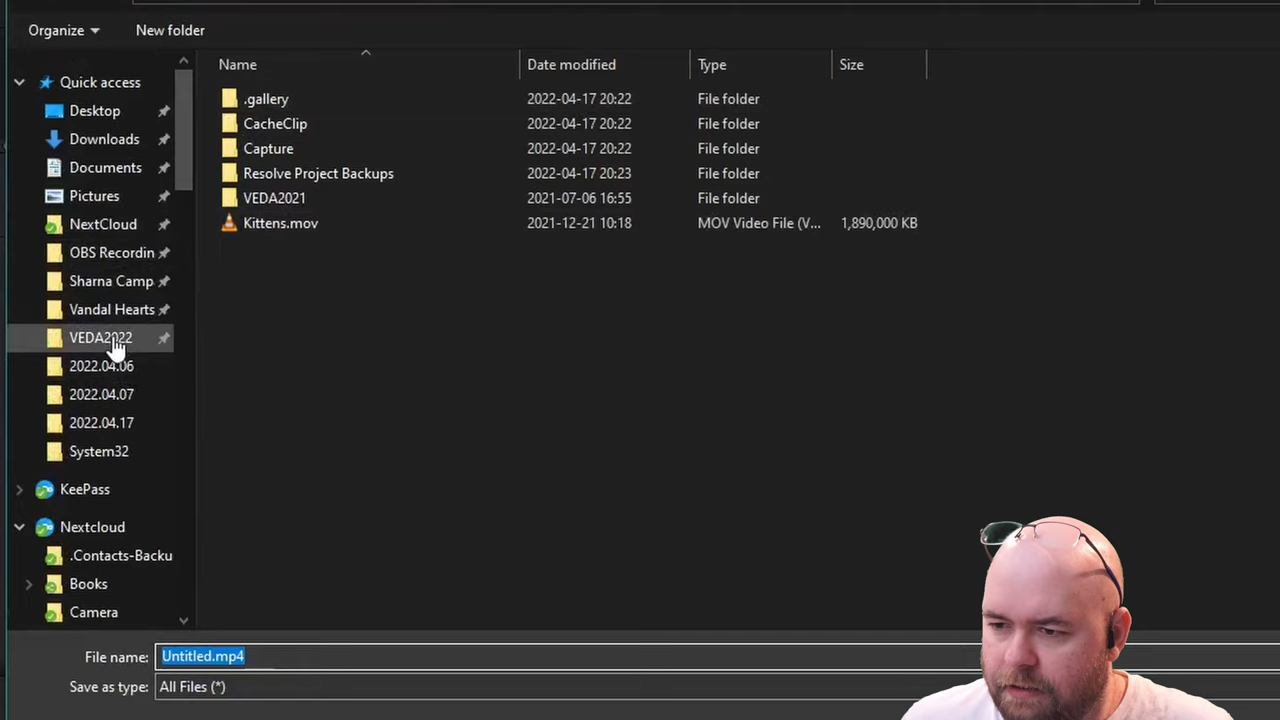 Organize
New folder
Name
Date modified
Type
Size
Quick access
Desktop
Downloads
Documents
Pictures
NextCloud
OBS Recordin
Sharna Camp
Vandal Hearts
VEDA2022
2022.04.06
2022.04.07
2022.04.17
System32
KeePass
Nextcloud
.Contacts-Backu
Books
Camera
.gallery 2022-04-17 20:22 File folder
CacheClip 2022-04-17 20:22 File folder
Capture 2022-04-17 20:22 File folder
Resolve Project Backups 2022-04-17 20:23 File folder
VEDA2021 2021-07-06 16:55 File folder
Kittens.mov 2021-12-21 10:18 MOV Video File (V... 1,890,000 KB
File name: Untitled.mp4
Save as type: All Files (*)